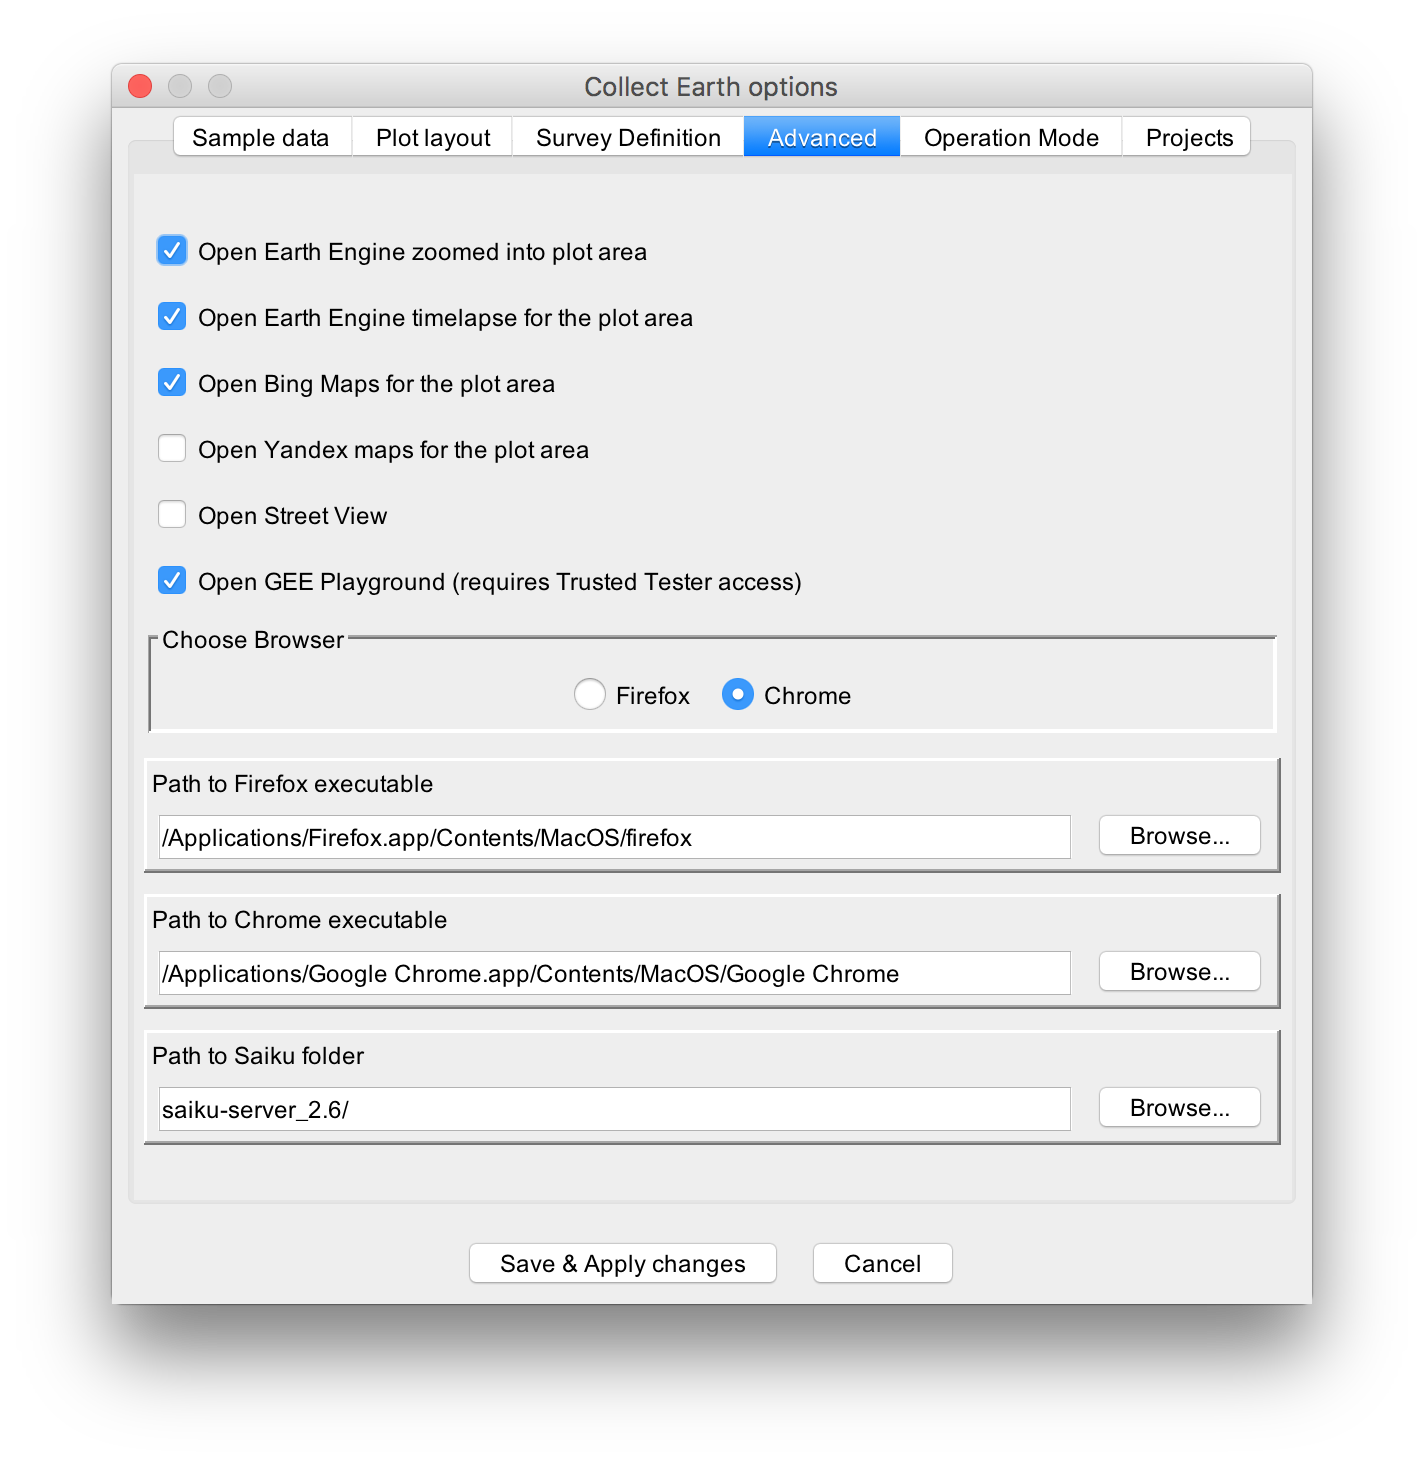 Collect Earth options
Sample data Plot layout Survey Definition Advanced Operation Mode Projects
Open Earth Engine zoomed into plot area
Open Earth Engine timelapse for the plot area
Open Bing Maps for the plot area
Open Yandex maps for the plot area
Open Street View
Open GEE Playground (requires Trusted Tester access)
Choose Browser
Firefox Chrome
Path to Firefox executable
/Applications/Firefox.app/Contents/MacOS/firefox Browse...
Path to Chrome executable
/Applications/Google Chrome.app/Contents/MacOS/Google Chrome Browse...
Path to Saiku folder
saiku-server_2.6/ Browse...
Save & Apply changes Cancel